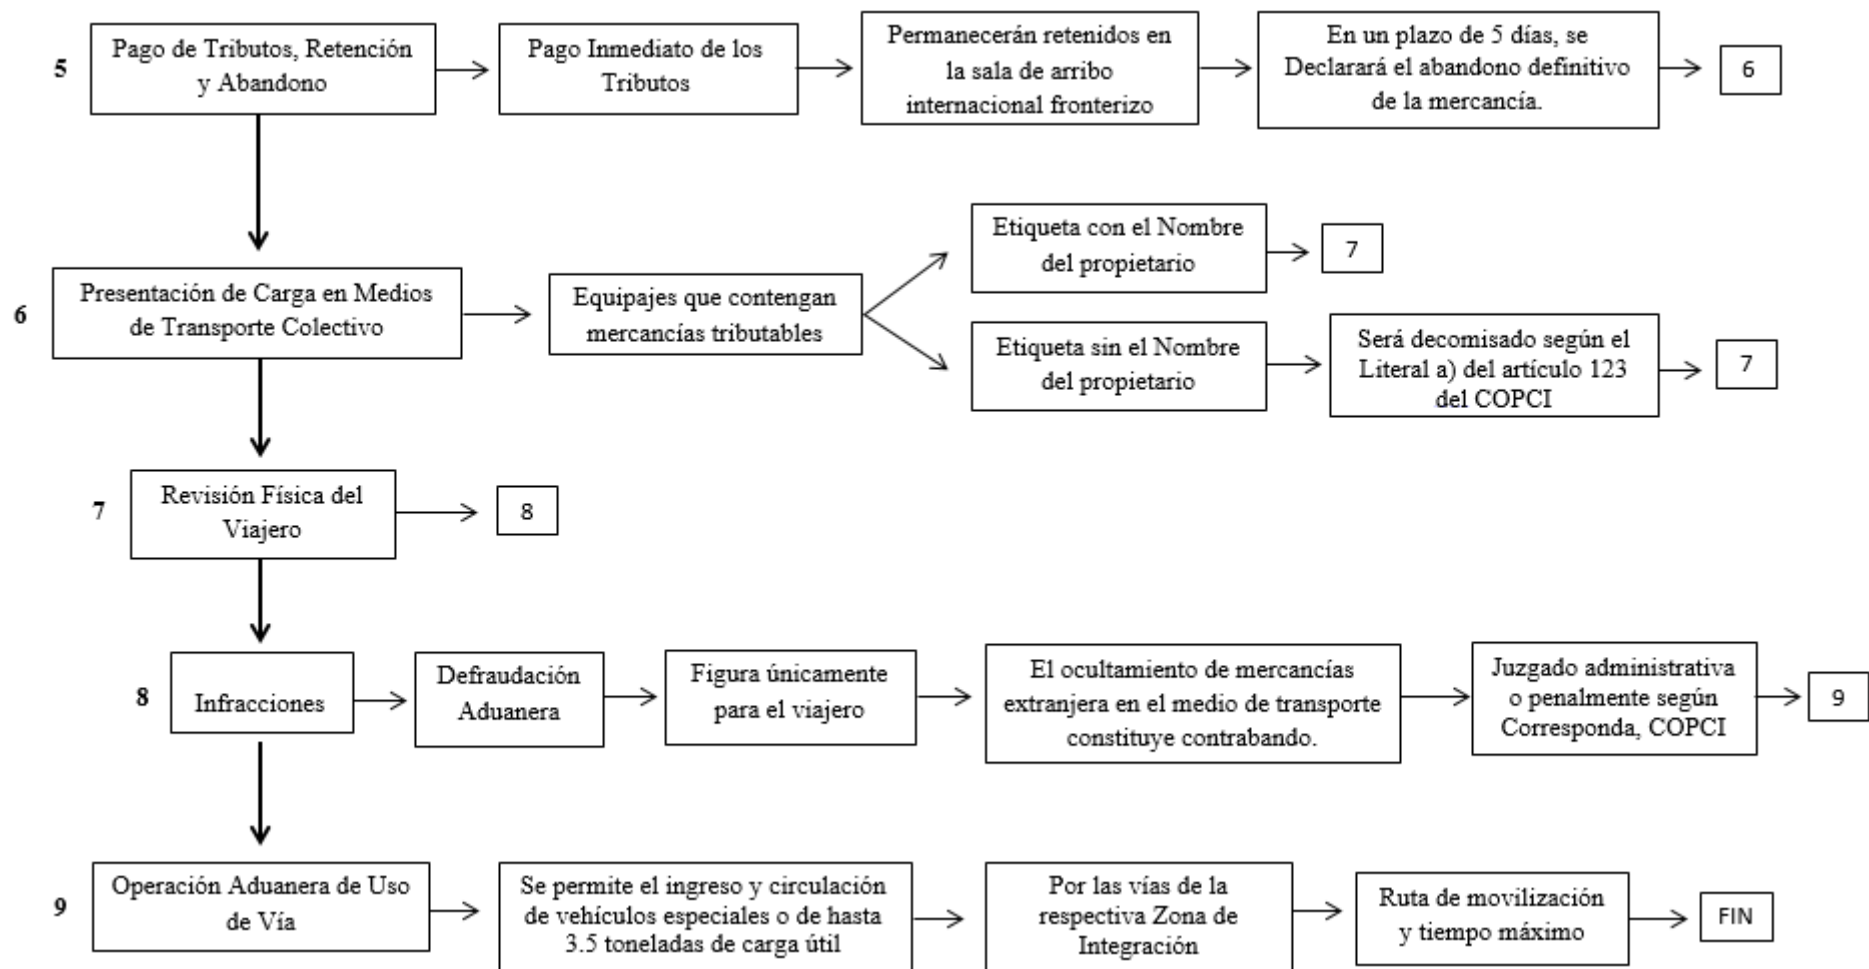 5
Pago de Tributos, Retención
y Abandono
Pago Inmediato de los
Tributos
Permanecerán retenidos en
la sala de arribo
internacional fronterizo
En un plazo de 5 días, se
Declarará el abandono definitivo
de la mercancía.
6
6
Presentación de Carga en Medios
de Transporte Colectivo
Equipajes que contengan
mercancías tributables
Etiqueta con el Nombre
del propietario
7
Etiqueta sin el Nombre
del propietario
Será decomisado según el
Literal a) del artículo 123
del COPCI
7
7
Revisión Física del
Viajero
8
8
Infracciones
Defraudación
Aduanera
Figura únicamente
para el viajero
El ocultamiento de mercancías
extranjera en el medio de transporte
constituye contrabando.
Juzgado administrativa
o penalmente según
Corresponda, COPCI
9
9
Operación Aduanera de Uso
de Vía
Se permite el ingreso y circulación
de vehículos especiales o de hasta
3.5 toneladas de carga útil
Por las vías de la
respectiva Zona de
Integración
Ruta de movilización
y tiempo máximo
FIN